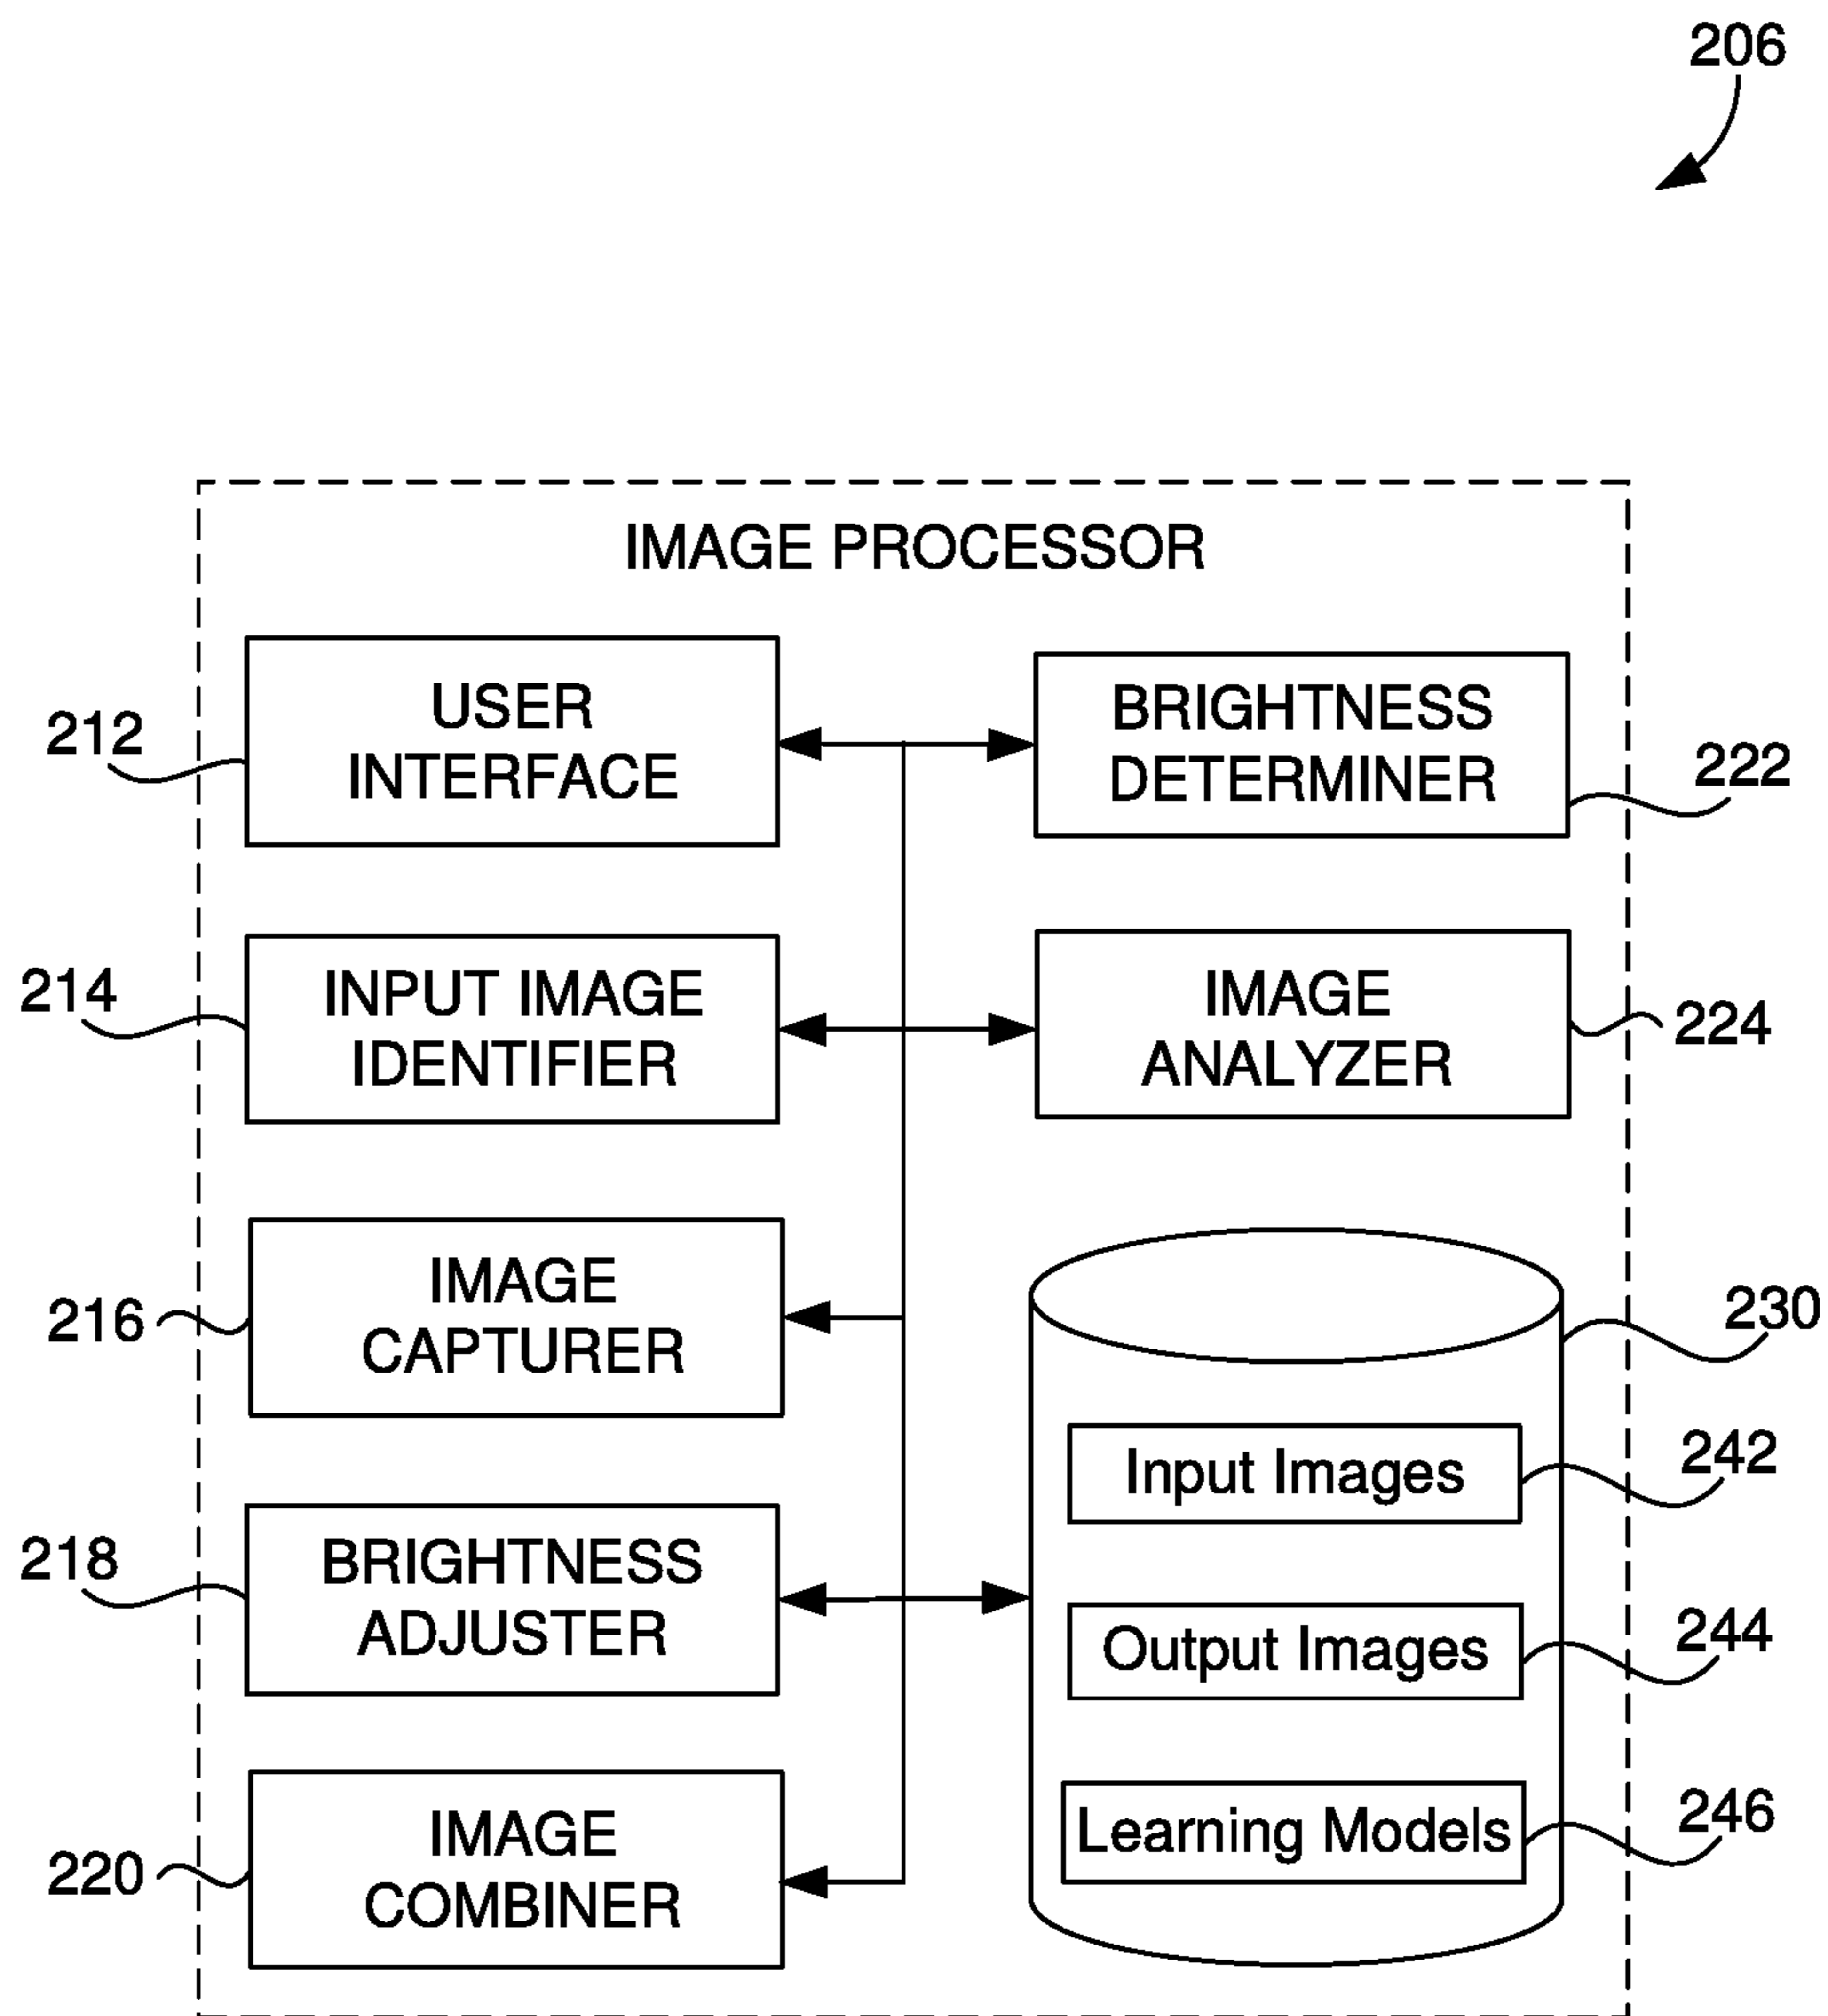 206
IMAGE PROCESSOR
USER
INTERFACE
212
BRIGHTNESS
DETERMINER
222
INPUT IMAGE
IDENTIFIER
214
IMAGE
ANALYZER
224
IMAGE
CAPTURER
216
230
Input Images
242
BRIGHTNESS
ADJUSTER
218
Output Images
244
IMAGE
COMBINER
220
Learning Models
246